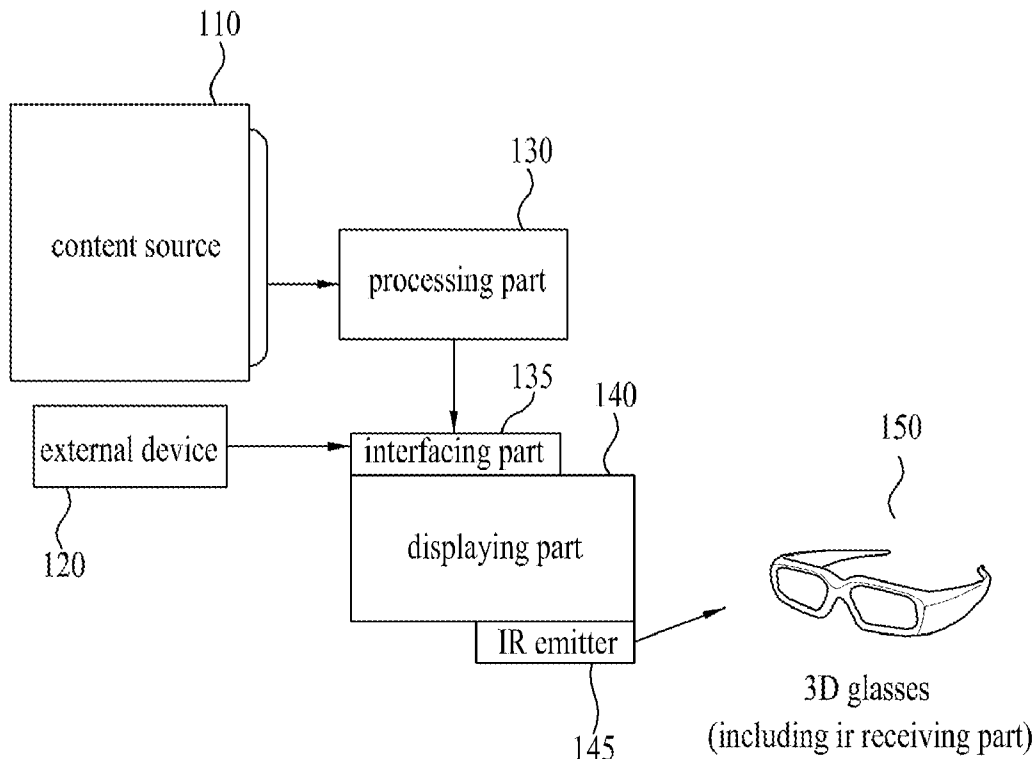 110
content source
130
processing part
135
140
external device
interfacing part
150
120
displaying part
IR emitter
145
3D glasses
(including ir receiving part)